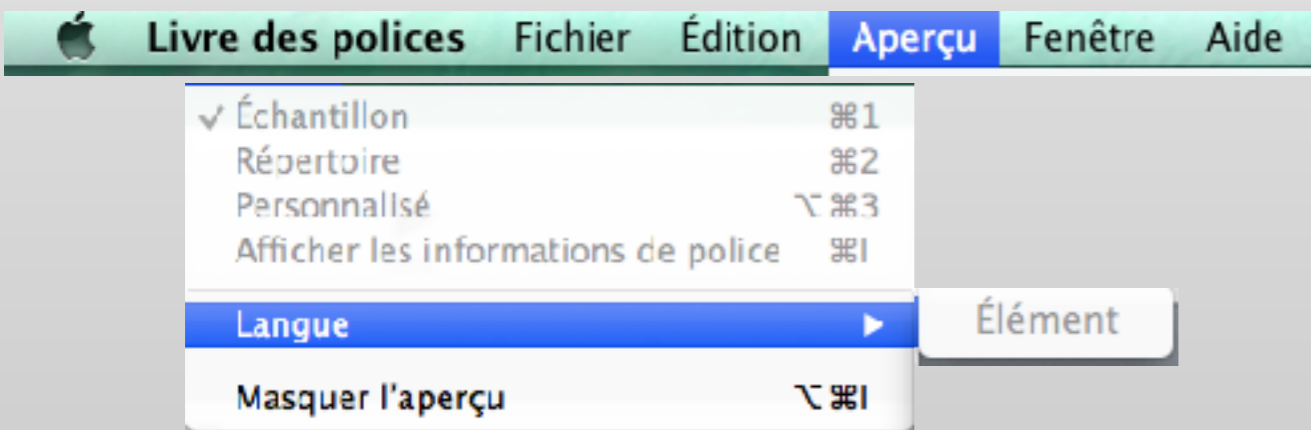 Livre des polices Fichier Édition Aperçu Fenêtre Aide
✓ Échantillon ⌘1
Répertoire ⌘2
Personnalisé ⌥⌘3
Afficher les informations de police ⌘I
Langue ▶ Élément
Masquer l'aperçu ⌥⌘I